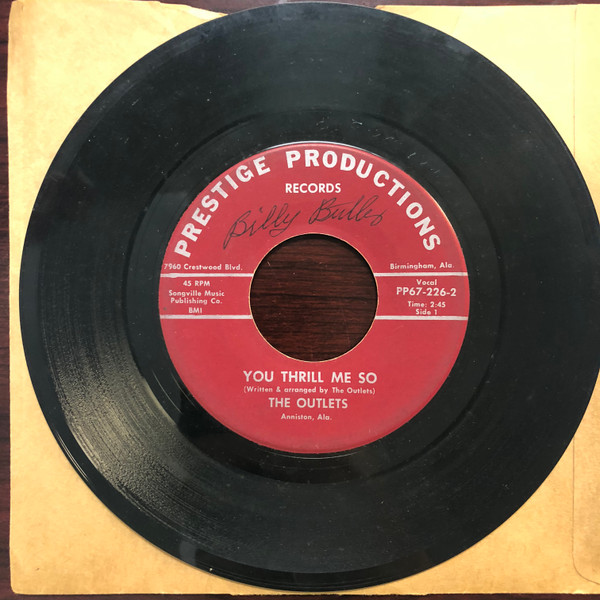 PRESTIGE PRODUCTIONS
RECORDS
Billy Butler
7960 Crestwood Blvd.
Birmingham, Ala.
45 RPM
Songville Music
Publishing Co.
BMI
Vocal
PP67-226-2
Time: 2:45
Side 1
YOU THRILL ME SO
(Written & arranged by The Outlets)
THE OUTLETS
Anniston, Ala.